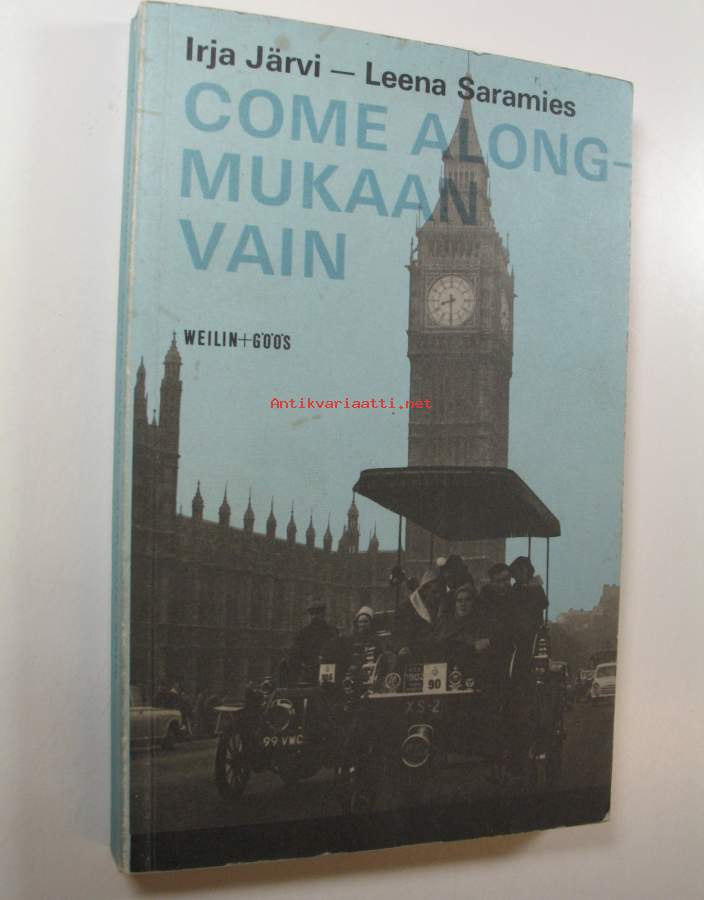 Irja Järvi — Leena Saramies
COME ALONG-
MUKAAN
VAIN
WEILIN+GÖÖS
Antikvariaatti.net
90
XS-2
99 VMC